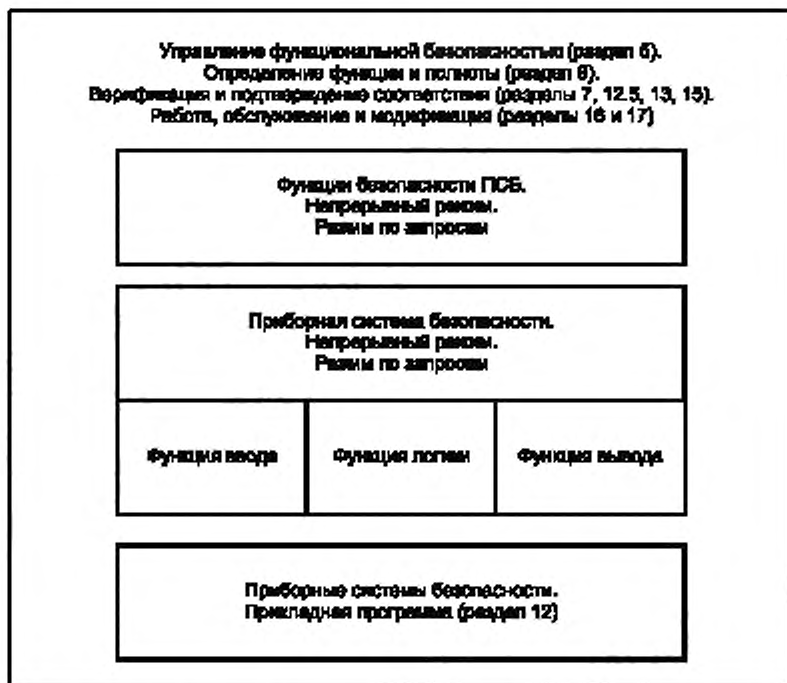 Управление функциональной безопасностью (раздел 5).
Определение функции и полноты (раздел 8).
Верификация и подтверждение соответствия (разделы 7, 12.5, 13, 15).
Работа, обслуживание и модификация (разделы 16 и 17)
Функции безопасности ПСБ.
Непрерывный режим.
Режим по запросам
Приборная система безопасности.
Непрерывный режим.
Режим по запросам
Функция ввода
Функция логики
Функция вывода
Приборные системы безопасности.
Прикладная программа (раздел 12)